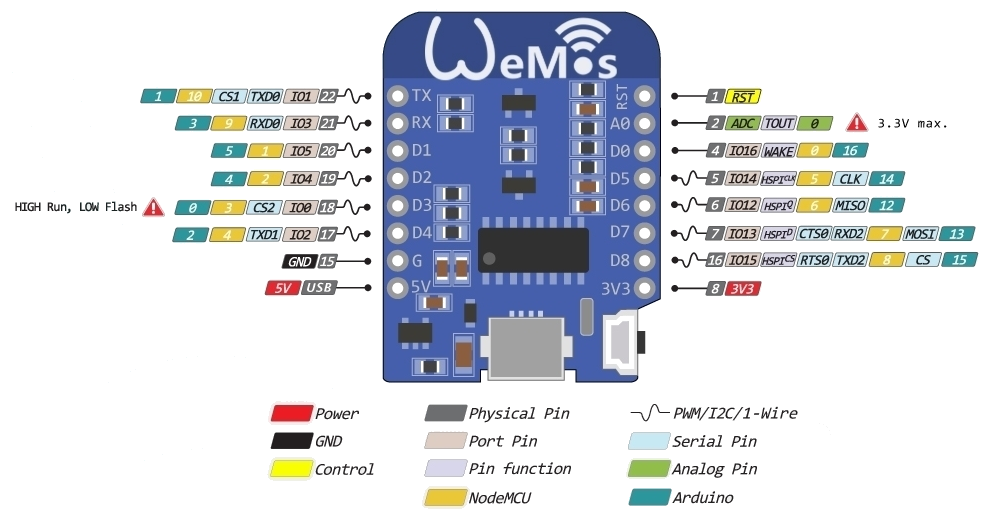 WeMos
1 10 CS1 TXD0 IO1 22 TX RST 1 RST
3 9 RXD0 IO3 21 RX A0 2 ADC TOUT 0 3.3V max.
5 1 IO5 20 D1 D0 4 IO16 WAKE 0 16
4 2 IO4 19 D2 D5 5 IO14 HSPICLK 5 CLK 14
HIGH Run, LOW Flash 0 3 CS2 IO0 18 D3 D6 6 IO12 HSPIQ 6 MISO 12
2 4 TXD1 IO2 17 D4 D7 7 IO13 HSPID CTS0 RXD2 7 MOSI 13
GND 15 G D8 16 IO15 HSPICS RTS0 TXD2 8 CS 15
5V USB 5V 3V3 8 3V3
Power Physical Pin PWM/I2C/1-Wire
GND Port Pin Serial Pin
Control Pin function Analog Pin
NodeMCU Arduino